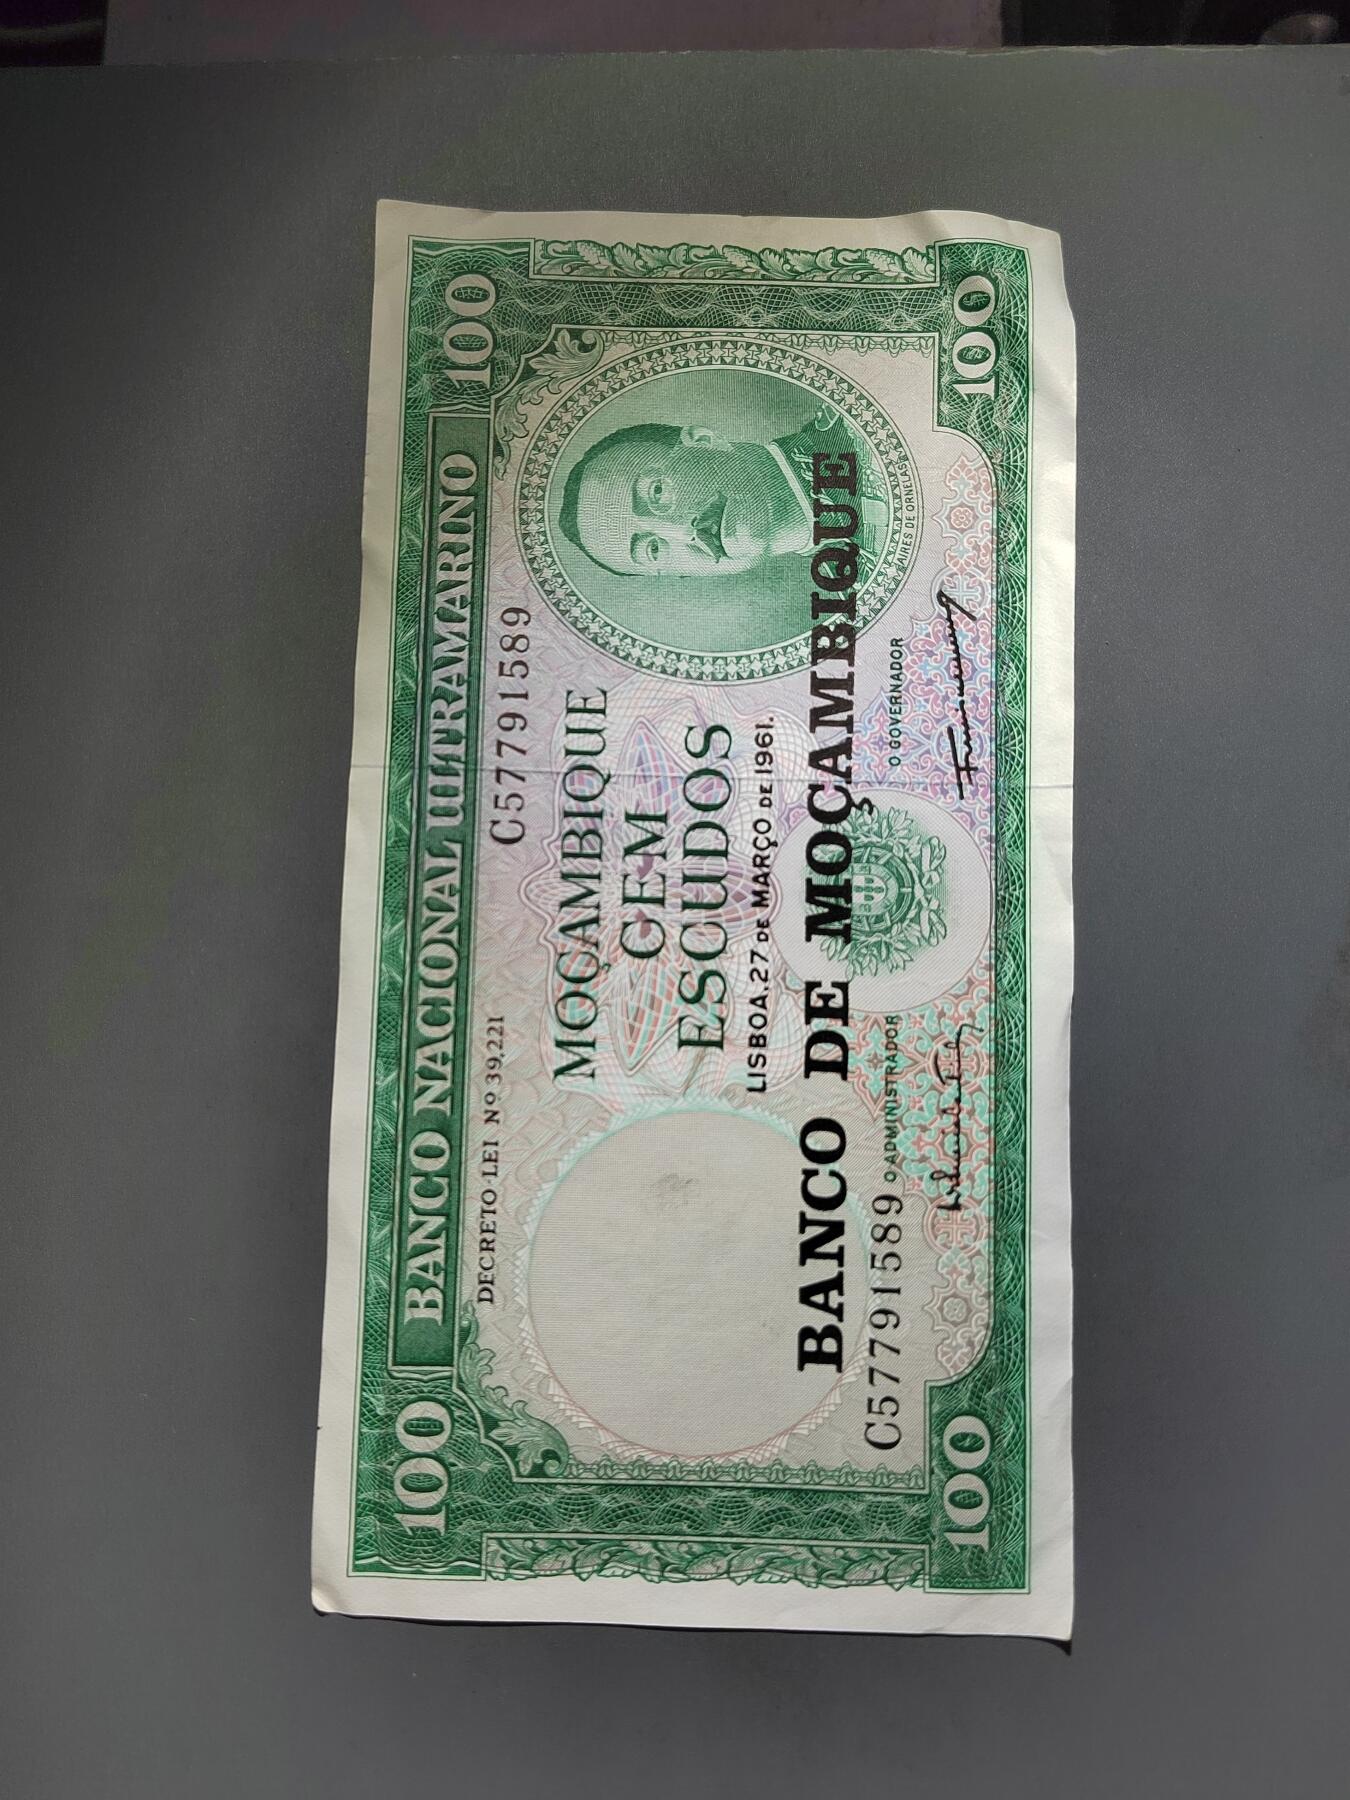 100
BANCO NACIONAL ULTRAMARINO
100
DECRETO-LEI Nº 39,221
C57791589
MOÇAMBIQUE
CEM
ESCUDOS
LISBOA, 27 DE MARÇO DE 1961.
AIRES DE ORNELAS
BANCO DE MOÇAMBIQUE
C57791589
O ADMINISTRADOR
O GOVERNADOR
100
100